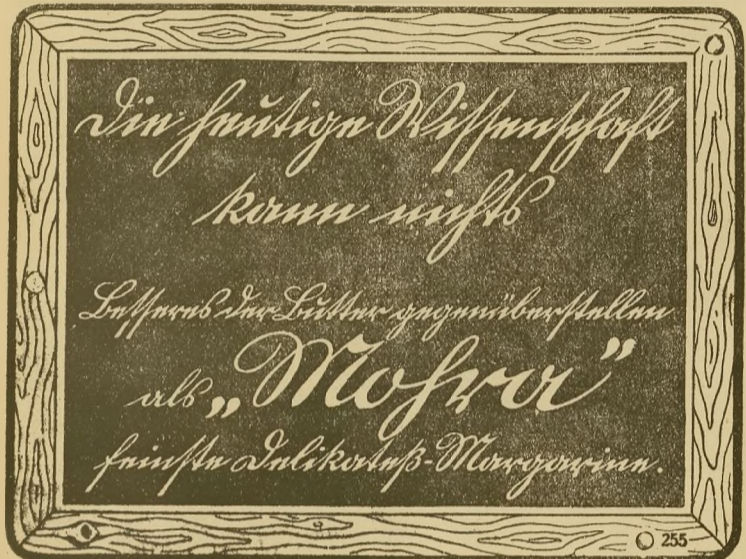 Die heutige Wissenschaft
kann nichts
Besseres der Butter gegenüberstellen
als „Mohra”
feinste Delikateß-Margarine.
255